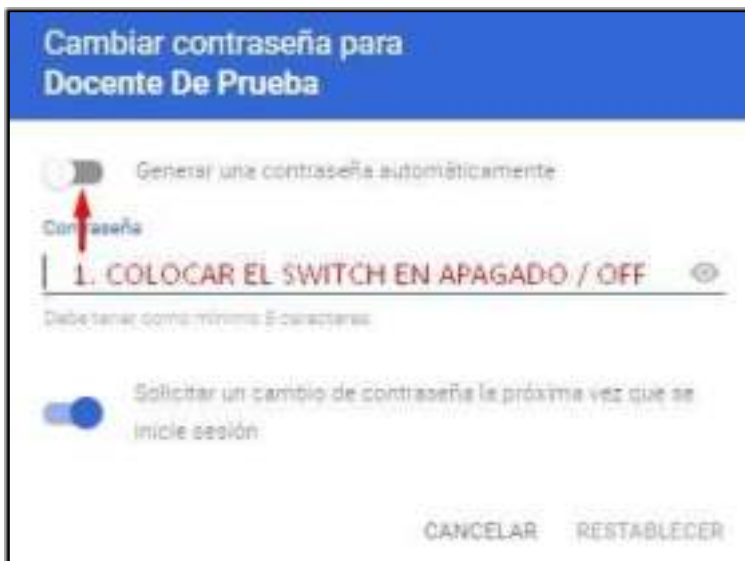 Cambiar contraseña para
Docente De Prueba
Generar una contraseña automáticamente
Contraseña
1. COLOCAR EL SWITCH EN APAGADO / OFF
Debe tener como mínimo 8 caracteres
Solicitar un cambio de contraseña la próxima vez que se
inicie sesión
CANCELAR RESTABLECER